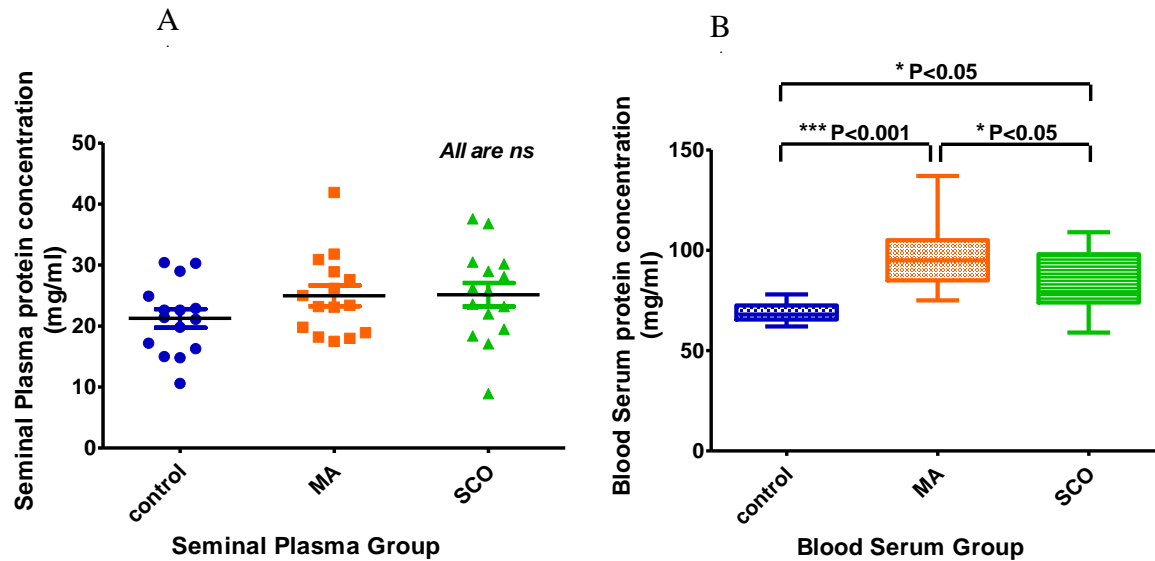 A
Seminal Plasma protein concentration
(mg/ml)
50
40
30
20
10
0
All are ns
control
MA
SCO
Seminal Plasma Group
B
Blood Serum protein concentration
(mg/ml)
* P<0.05
*** P<0.001
* P<0.05
150
100
50
0
control
MA
SCO
Blood Serum Group